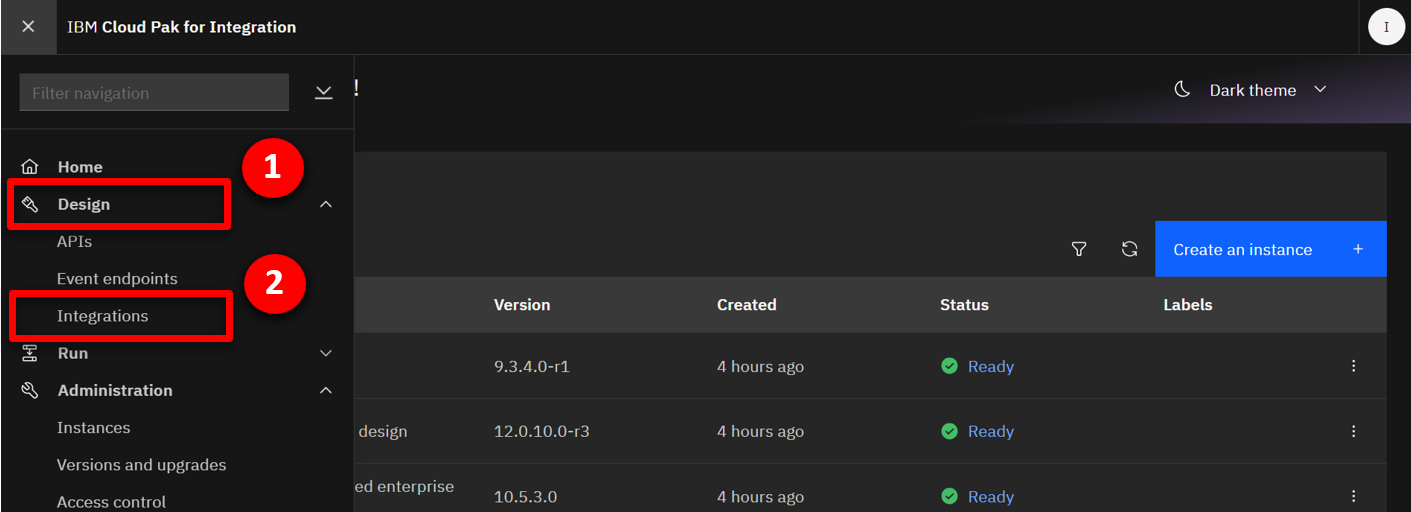 IBM Cloud Pak for Integration
I
Filter navigation
!
Dark theme
Home
1
Design
APIs
Event endpoints
2
Integrations
Run
Administration
Instances
Versions and upgrades
Access control
Create an instance +
Version Created Status Labels
9.3.4.0-r1 4 hours ago Ready
design 12.0.10.0-r3 4 hours ago Ready
ed enterprise 10.5.3.0 4 hours ago Ready